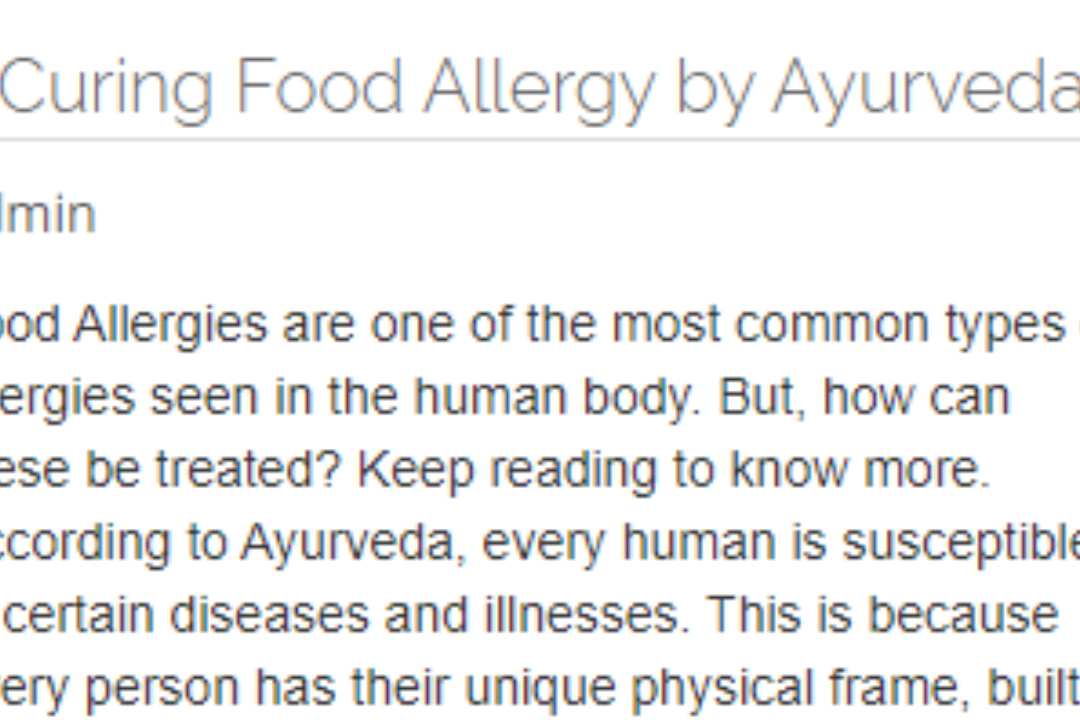 Curing Food Allergy by Ayurveda
dmin
ood Allergies are one of the most common types
ergies seen in the human body. But, how can
ese be treated? Keep reading to know more.
ccording to Ayurveda, every human is susceptible
certain diseases and illnesses. This is because
ery person has their unique physical frame, built